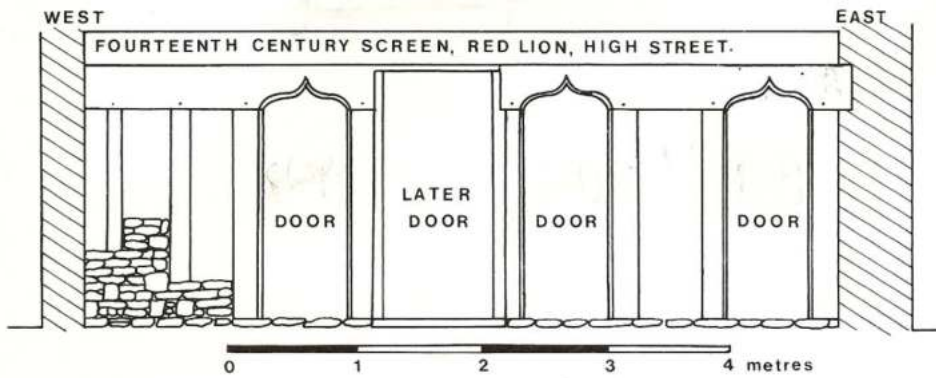 WEST
EAST
FOURTEENTH CENTURY SCREEN, RED LION, HIGH STREET.
DOOR
LATER
DOOR
DOOR
DOOR
0 1 2 3 4 metres